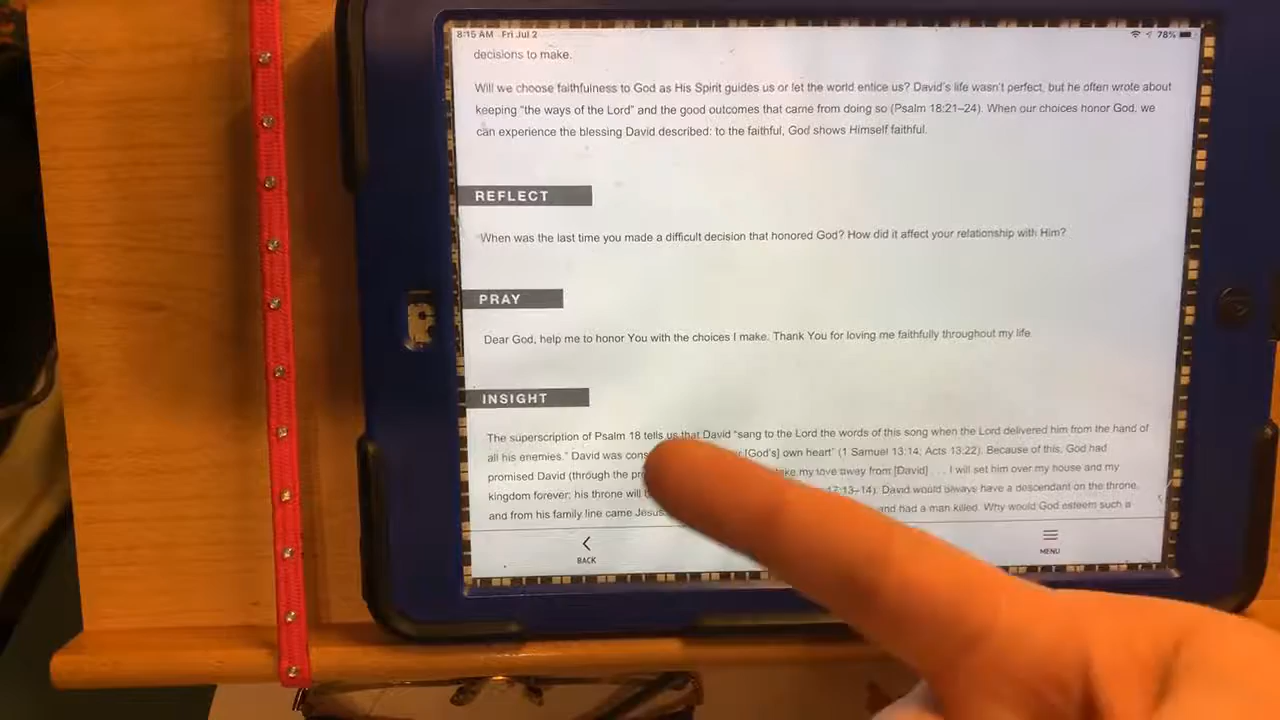 8:15 AM Fri Jul 2
78%
decisions to make.
Will we choose faithfulness to God as His Spirit guides us or let the world entice us? David's life wasn't perfect, but he often wrote about
keeping "the ways of the Lord" and the good outcomes that came from doing so (Psalm 18:21–24). When our choices honor God, we
can experience the blessing David described: to the faithful, God shows Himself faithful.
REFLECT
When was the last time you made a difficult decision that honored God? How did it affect your relationship with Him?
PRAY
Dear God, help me to honor You with the choices I make. Thank You for loving me faithfully throughout my life.
INSIGHT
The superscription of Psalm 18 tells us that David "sang to the Lord the words of this song when the Lord delivered him from the hand of
all his enemies." David was [God's] own heart" (1 Samuel 13:14; Acts 13:22). Because of this, God had
promised David (through the my love away from [David] . . . I will set him over my house and my
kingdom forever; his throne will 17:13–14). David would always have a descendant on the throne,
and from his family line came Jesus. and had a man killed. Why would God esteem such a
BACK
MENU